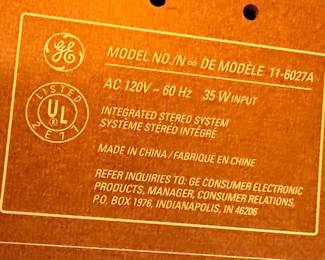 GE
MODEL NO./N∞ DE MODÈLE 11-6027A
AC 120V ~ 60 Hz 35 W INPUT
LISTED
UL ®
2E77
INTEGRATED STEREO SYSTEM
SYSTÈME STÉRÉO INTÉGRÉ
MADE IN CHINA / FABRIQUÉ EN CHINE
REFER INQUIRIES TO: GE CONSUMER ELECTRONIC
PRODUCTS, MANAGER, CONSUMER RELATIONS,
P.O. BOX 1976, INDIANAPOLIS, IN 46206